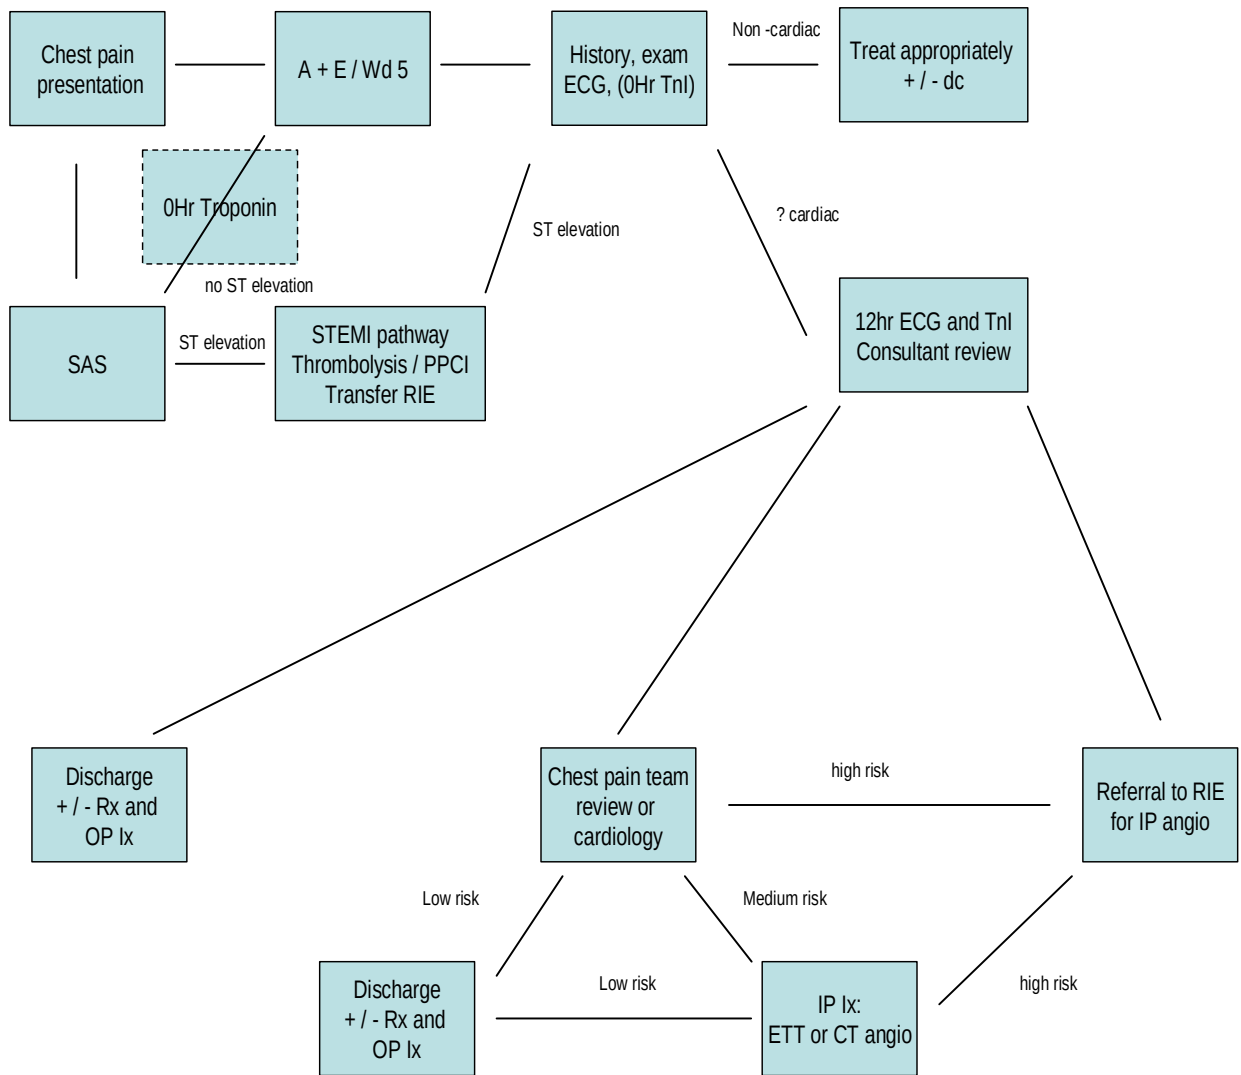 Chest pain
presentation
A + E / Wd 5
History, exam
ECG, (0Hr TnI)
Non -cardiac
Treat appropriately
+ / - dc
0Hr Troponin
? cardiac
ST elevation
no ST elevation
SAS
ST elevation
STEMI pathway
Thrombolysis / PPCI
Transfer RIE
12hr ECG and TnI
Consultant review
Discharge
+ / - Rx and
OP Ix
Chest pain team
review or
cardiology
high risk
Referral to RIE
for IP angio
Low risk
Medium risk
Discharge
+ / - Rx and
OP Ix
Low risk
IP Ix:
ETT or CT angio
high risk